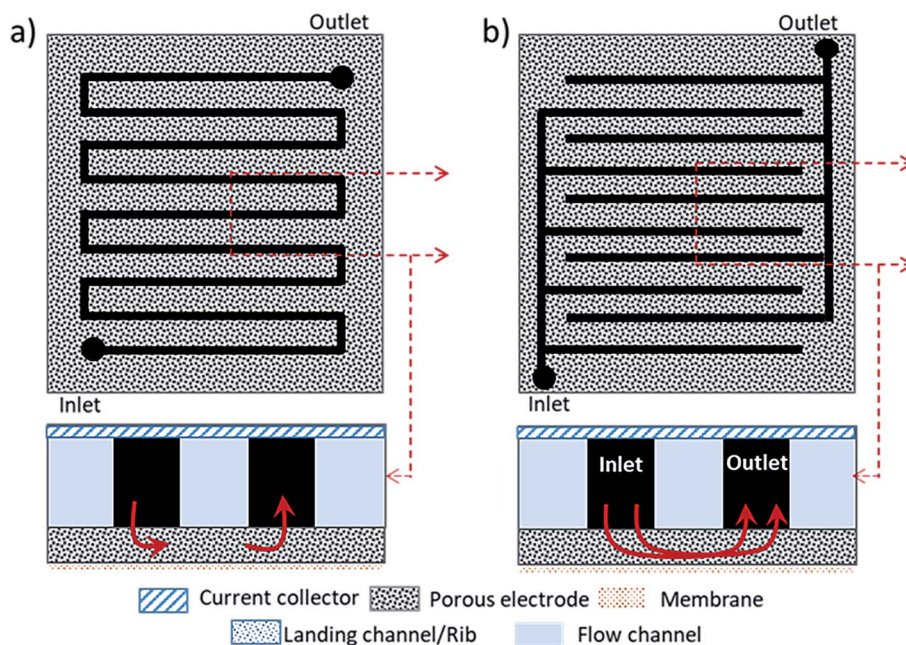 a)
Outlet
Inlet
b)
Outlet
Inlet
Inlet
Outlet
Current collector
Porous electrode
Membrane
Landing channel/Rib
Flow channel